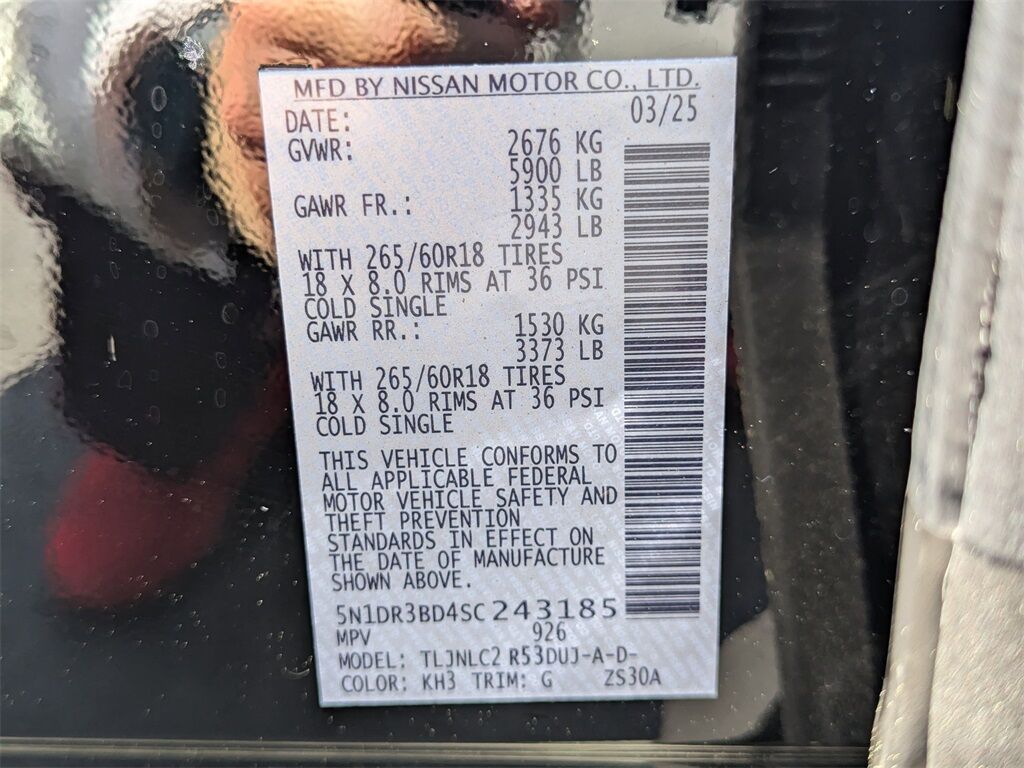 MFD BY NISSAN MOTOR CO., LTD.
DATE: 03/25
GVWR: 2676 KG
5900 LB
GAWR FR.: 1335 KG
2943 LB
WITH 265/60R18 TIRES
18 X 8.0 RIMS AT 36 PSI
COLD SINGLE
GAWR RR.: 1530 KG
3373 LB
WITH 265/60R18 TIRES
18 X 8.0 RIMS AT 36 PSI
COLD SINGLE
THIS VEHICLE CONFORMS TO
ALL APPLICABLE FEDERAL
MOTOR VEHICLE SAFETY AND
THEFT PREVENTION
STANDARDS IN EFFECT ON
THE DATE OF MANUFACTURE
SHOWN ABOVE.
5N1DR3BD4SC243185
MPV 926
MODEL: TLJNLC2 R53DUJ-A-D-
COLOR: KH3 TRIM: G ZS30A